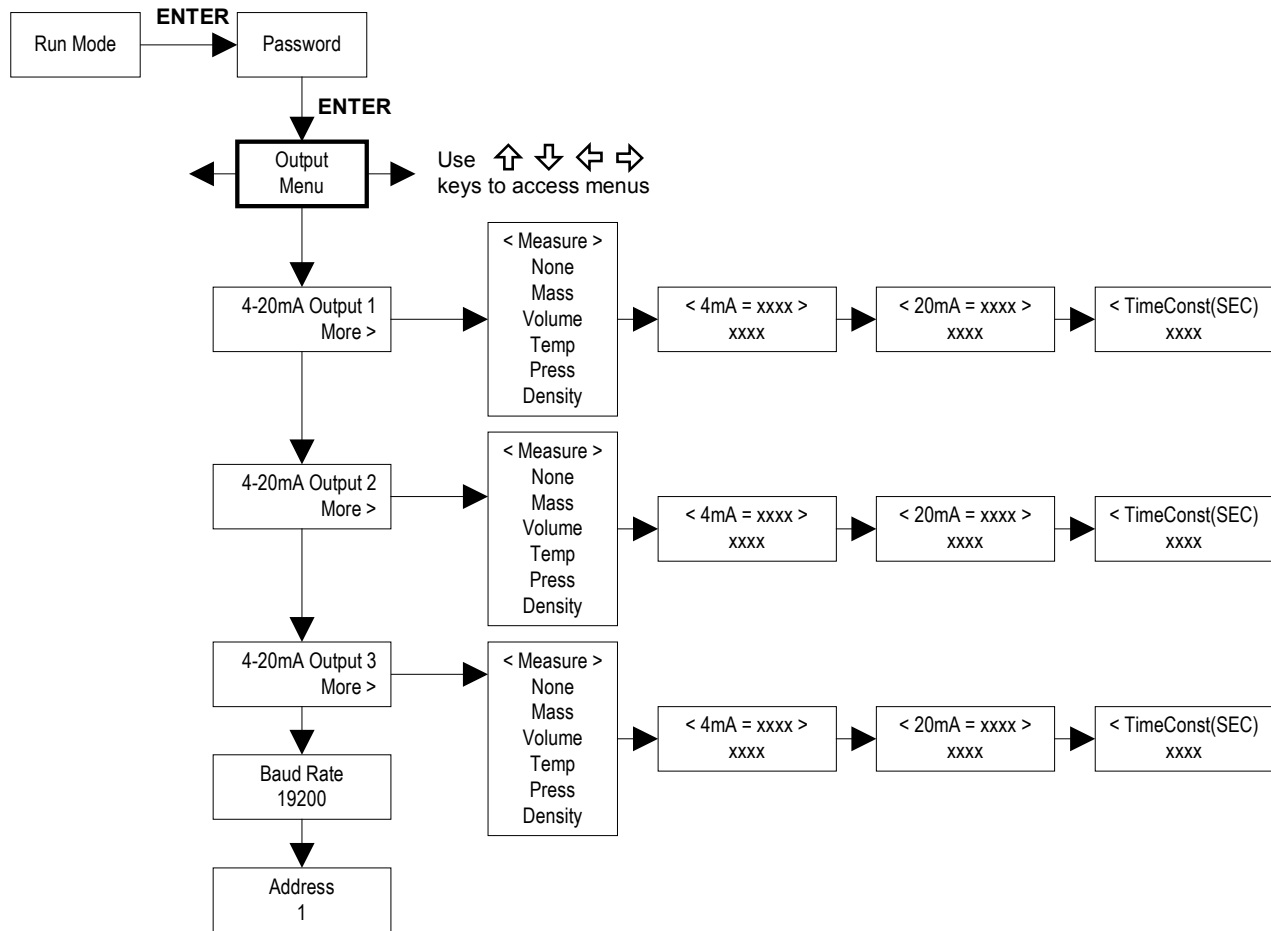 ENTER
Run Mode
Password
ENTER
Output
Menu
Use
keys to access menus
4-20mA Output 1
More >
< Measure >
None
Mass
Volume
Temp
Press
Density
< 4mA = xxxx >
xxxx
< 20mA = xxxx >
xxxx
< TimeConst(SEC)
xxxx
4-20mA Output 2
More >
< Measure >
None
Mass
Volume
Temp
Press
Density
< 4mA = xxxx >
xxxx
< 20mA = xxxx >
xxxx
< TimeConst(SEC)
xxxx
4-20mA Output 3
More >
< Measure >
None
Mass
Volume
Temp
Press
Density
< 4mA = xxxx >
xxxx
< 20mA = xxxx >
xxxx
< TimeConst(SEC)
xxxx
Baud Rate
19200
Address
1